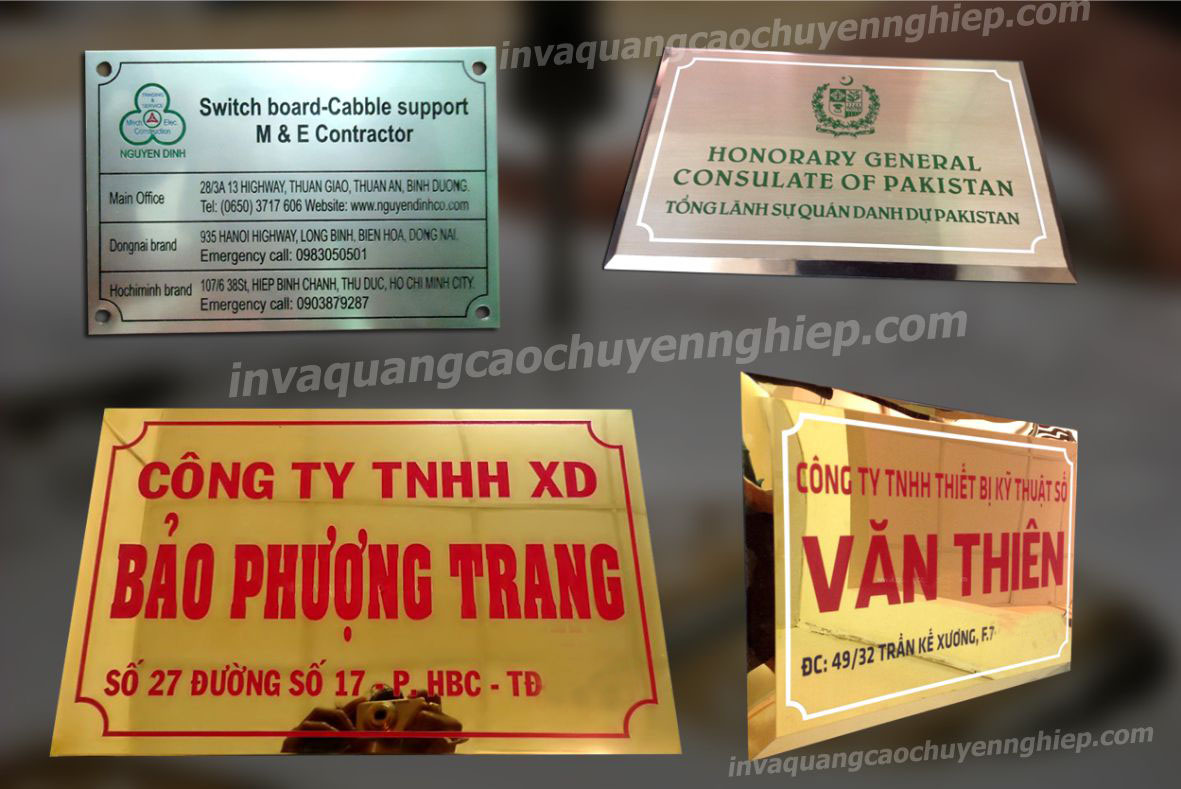 invaquangcaochuyennghiep.com
TRADING
&
SERVICE
Mech. Elec.
Construction
NGUYEN DINH
Switch board-Cabble support
M & E Contractor
Main Office
28/3A 13 HIGHWAY, THUAN GIAO, THUAN AN, BINH DUONG.
Tel: (0650) 3717 606 Website: www.nguyendinhco.com
Dongnai brand
935 HANOI HIGHWAY, LONG BINH, BIEN HOA, DONG NAI.
Emergency call: 0983050501
Hochiminh brand
107/6 38St, HIEP BINH CHANH, THU DUC, HO CHI MINH CITY.
Emergency call: 0903879287
HONORARY GENERAL
CONSULATE OF PAKISTAN
TỔNG LÃNH SỰ QUÁN DANH DỰ PAKISTAN
invaquangcaochuyennghiep.com
CÔNG TY TNHH XD
BẢO PHƯỢNG TRANG
SỐ 27 ĐƯỜNG SỐ 17 - P. HBC - TĐ
CÔNG TY TNHH THIẾT BỊ KỸ THUẬT SỐ
VĂN THIÊN
ĐC: 49/32 TRẦN KẾ XƯƠNG, F.7
invaquangcaochuyennghiep.com